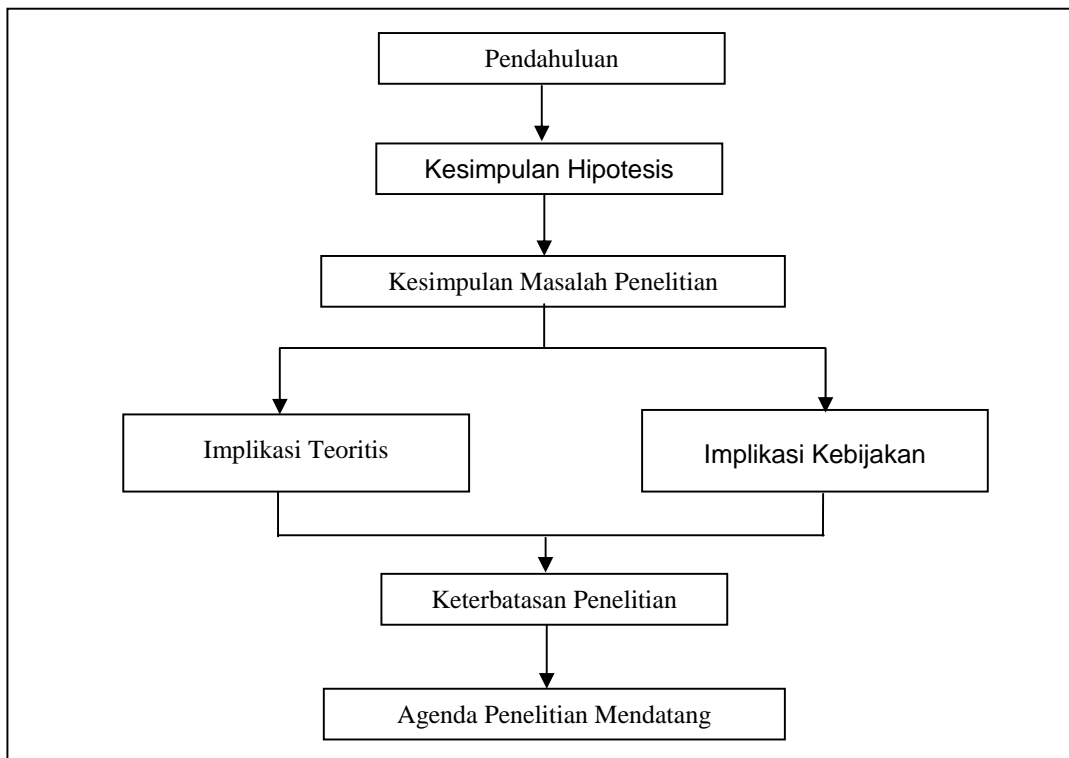 Pendahuluan
Kesimpulan Hipotesis
Kesimpulan Masalah Penelitian
Implikasi Teoritis
Implikasi Kebijakan
Keterbatasan Penelitian
Agenda Penelitian Mendatang